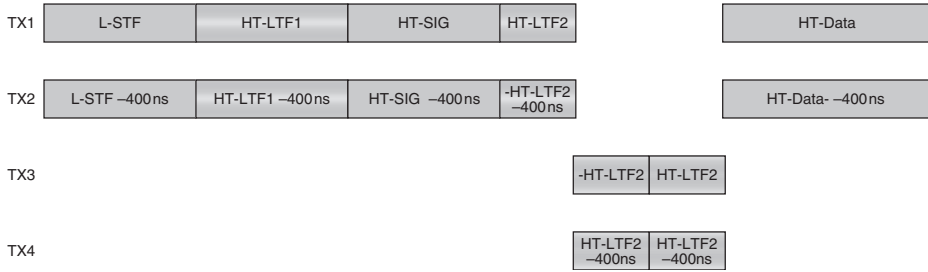 TX1 L-STF HT-LTF1 HT-SIG HT-LTF2 HT-Data
TX2 L-STF –400ns HT-LTF1 –400ns HT-SIG –400ns -HT-LTF2 –400ns HT-Data- –400ns
TX3 -HT-LTF2 HT-LTF2
TX4 HT-LTF2 –400ns HT-LTF2 –400ns